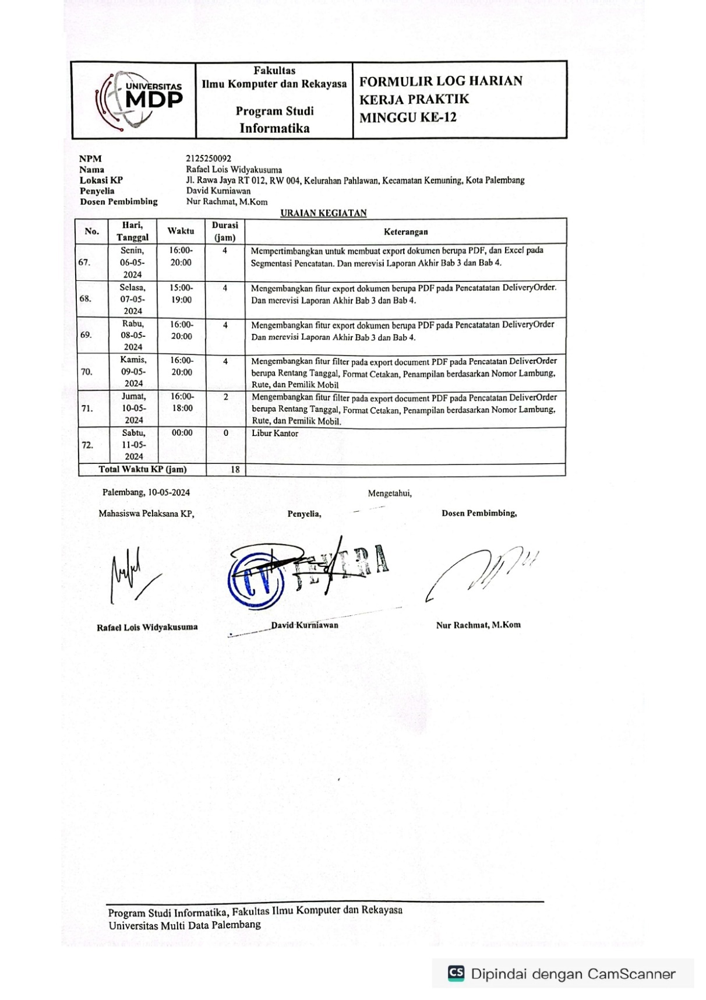 UNIVERSITAS
MDP
Fakultas
Ilmu Komputer dan Rekayasa
Program Studi
Informatika
FORMULIR LOG HARIAN
KERJA PRAKTIK
MINGGU KE-12
NPM 2125250092
Nama Rafael Lois Widyakusuma
Lokasi KP Jl. Rawa Jaya RT 012, RW 004, Kelurahan Pahlawan, Kecamatan Kemuning, Kota Palembang
Penyelia David Kurniawan
Dosen Pembimbing Nur Rachmat, M.Kom
URAIAN KEGIATAN
No. Hari, Tanggal Waktu Durasi (jam) Keterangan
67. Senin, 06-05-2024 16:00-20:00 4 Mempertimbangkan untuk membuat export dokumen berupa PDF, dan Excel pada
Segmentasi Pencatatan. Dan merevisi Laporan Akhir Bab 3 dan Bab 4.
68. Selasa, 07-05-2024 15:00-19:00 4 Mengembangkan fitur export dokumen berupa PDF pada Pencatatatan DeliveryOrder.
Dan merevisi Laporan Akhir Bab 3 dan Bab 4.
69. Rabu, 08-05-2024 16:00-20:00 4 Mengembangkan fitur export dokumen berupa PDF pada Pencatatatan DeliveryOrder
Dan merevisi Laporan Akhir Bab 3 dan Bab 4.
70. Kamis, 09-05-2024 16:00-20:00 4 Mengembangkan fitur filter pada export document PDF pada Pencatatan DeliverOrder
berupa Rentang Tanggal, Format Cetakan, Penampilan berdasarkan Nomor Lambung,
Rute, dan Pemilik Mobil
71. Jumat, 10-05-2024 16:00-18:00 2 Mengembangkan fitur filter pada export document PDF pada Pencatatan DeliverOrder
berupa Rentang Tanggal, Format Cetakan, Penampilan berdasarkan Nomor Lambung,
Rute, dan Pemilik Mobil.
72. Sabtu, 11-05-2024 00:00 0 Libur Kantor
Total Waktu KP (jam) 18
Palembang, 10-05-2024 Mengetahui,
Mahasiswa Pelaksana KP, Penyelia, Dosen Pembimbing,
CV
Rafael Lois Widyakusuma David Kurniawan Nur Rachmat, M.Kom
Program Studi Informatika, Fakultas Ilmu Komputer dan Rekayasa
Universitas Multi Data Palembang
CS Dipindai dengan CamScanner